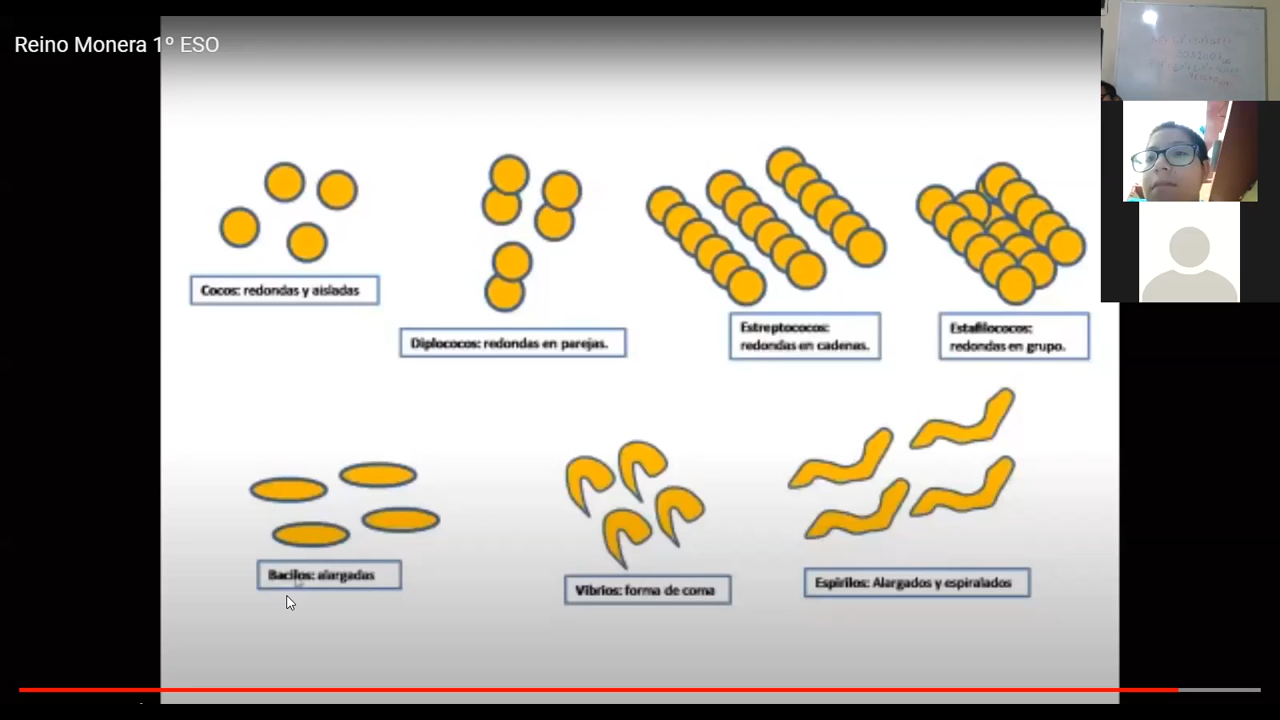 Reino Monera 1º ESO
Cocos: redondas y aisladas
Diplococos: redondas en parejas.
Estreptococos:
redondas en cadenas.
Estafilococos:
redondas en grupo.
Bacilos: alargadas
Vibrios: forma de coma
Espirilos: Alargados y espiralados